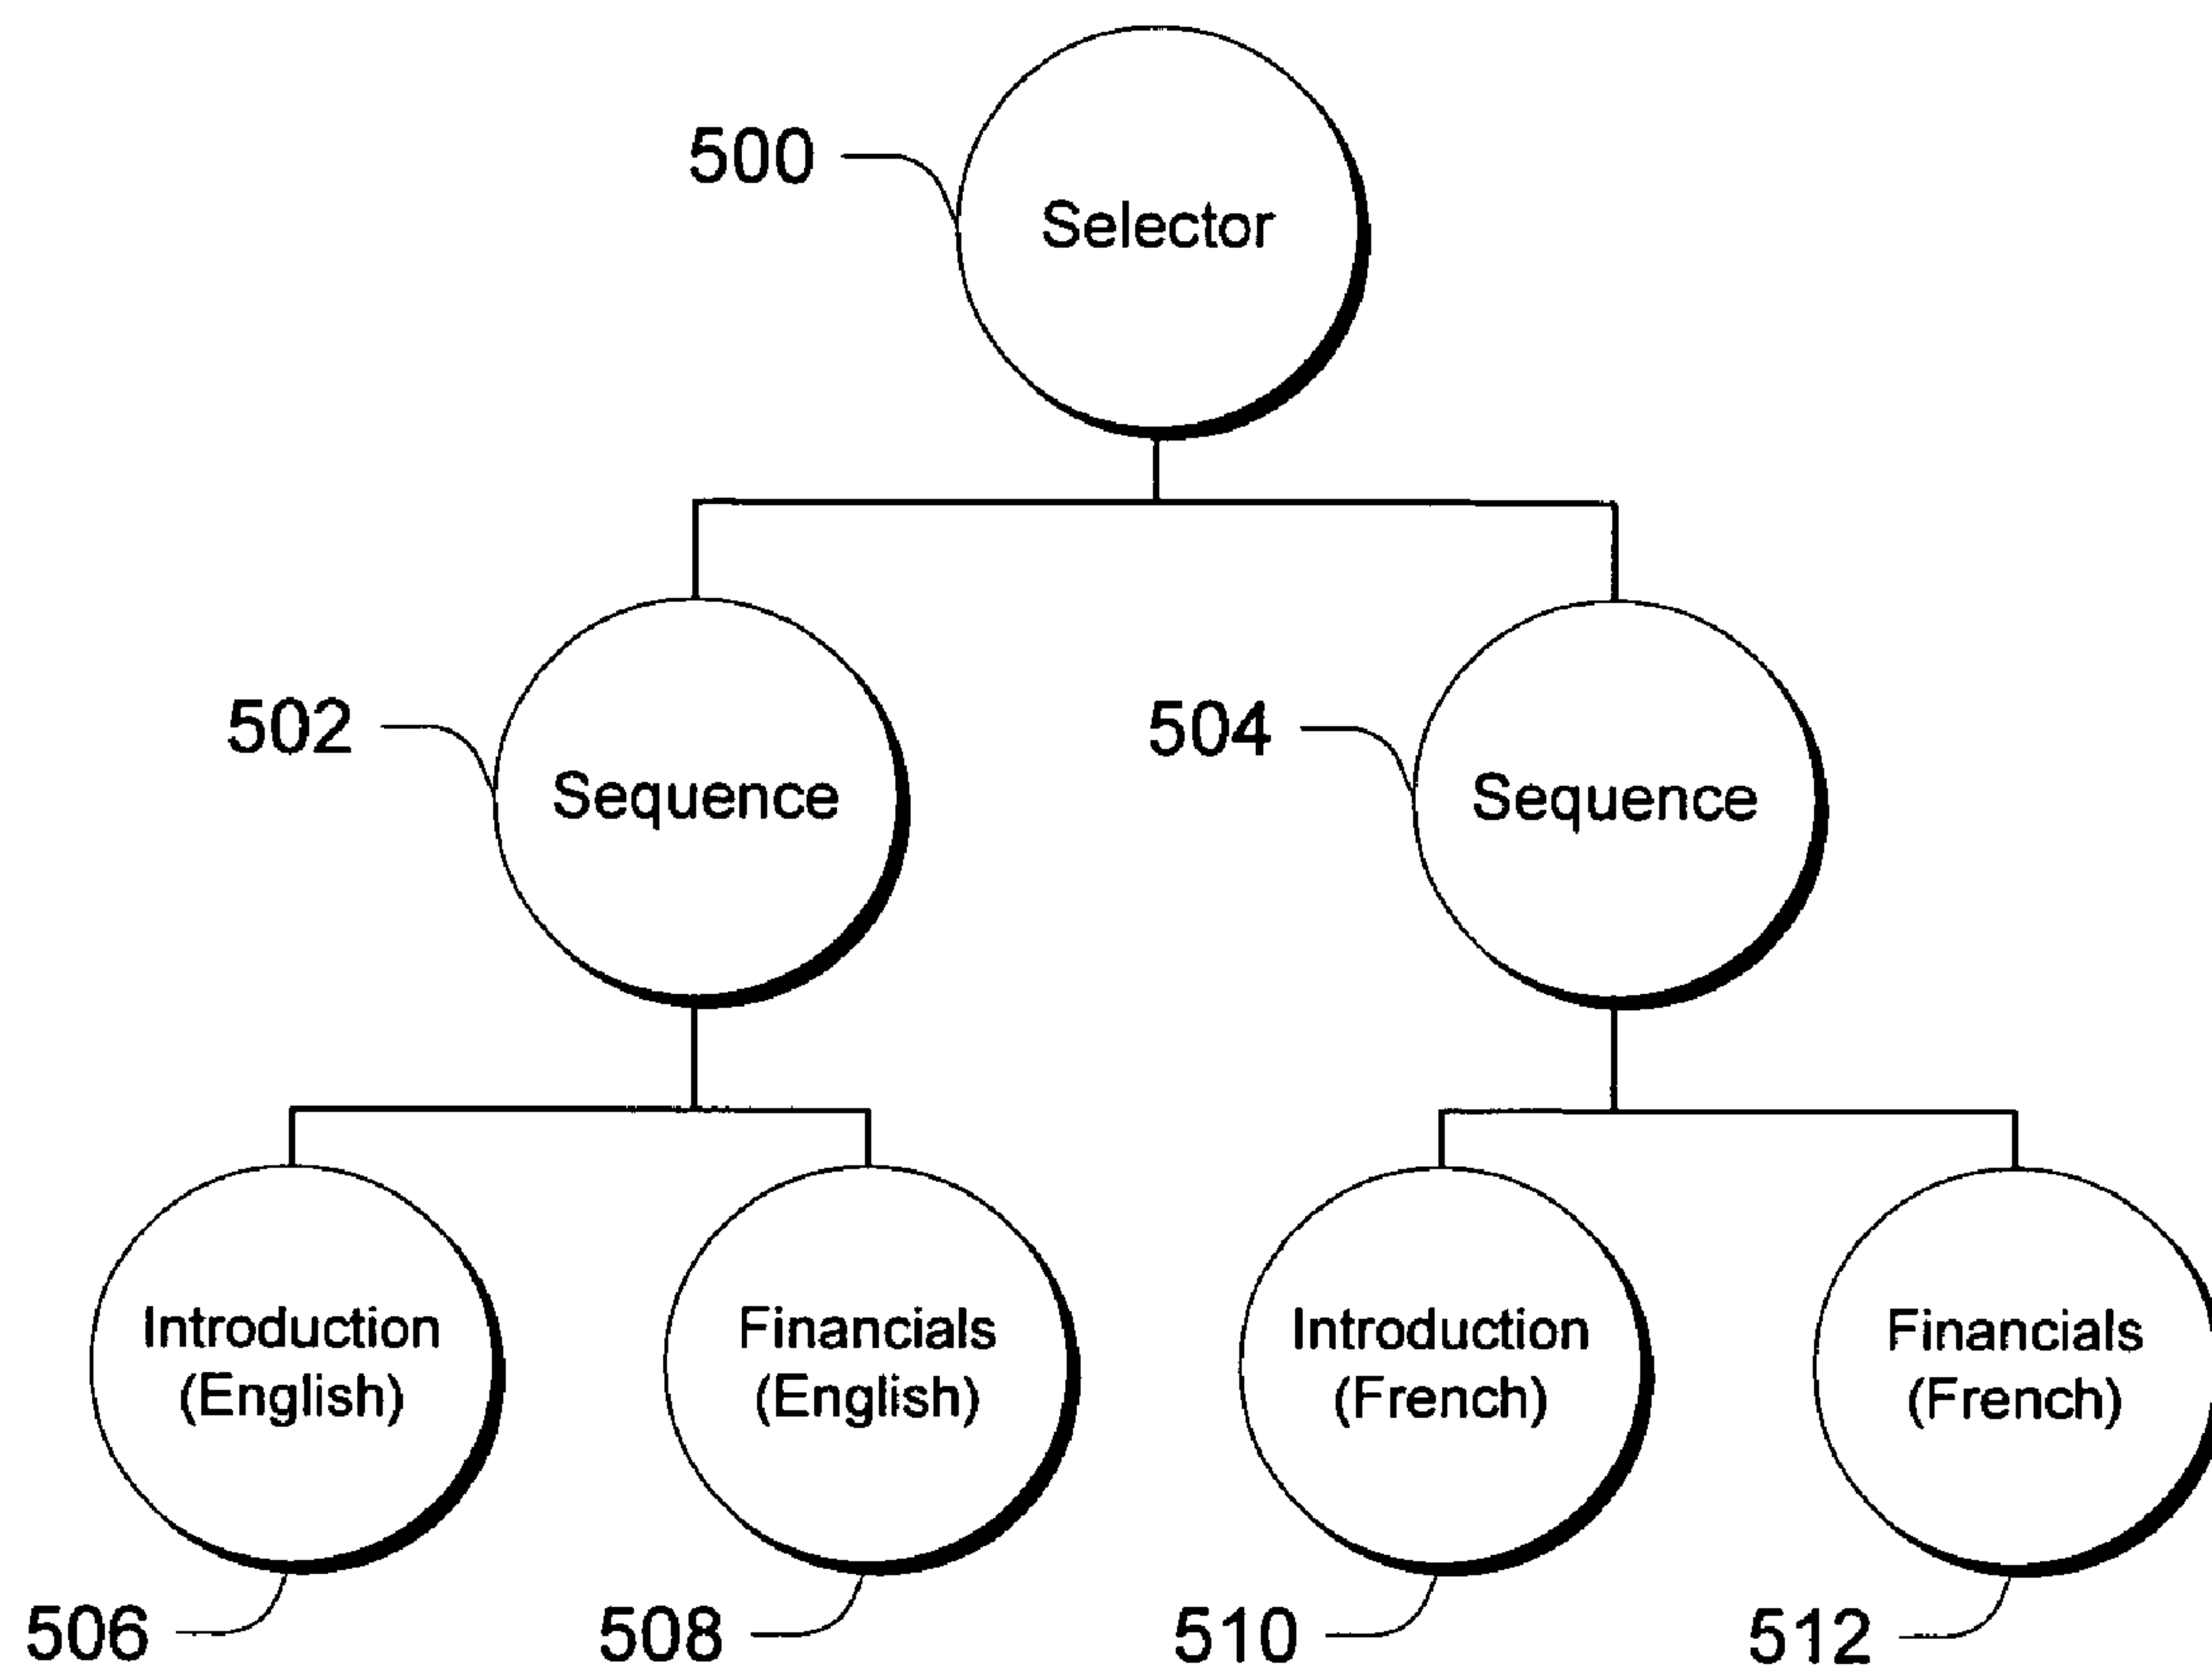 500
Selector
502
Sequence
504
Sequence
Introduction
(English)
Financials
(English)
Introduction
(French)
Financials
(French)
506
508
510
512